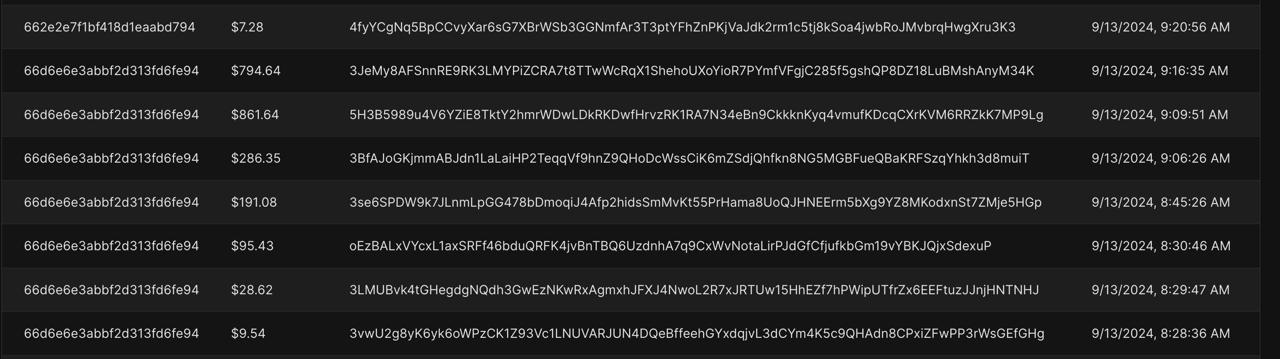 662e2e7f1bf418d1eaabd794 $7.28 4fyYCgNq5BpCCvyXar6sG7XBrWSb3GGNmfAr3T3ptYFhZnPKjVaJdk2rm1c5tj8kSoa4jwbRoJMvbrqHwgXru3K3 9/13/2024, 9:20:56 AM
66d6e6e3abbf2d313fd6fe94 $794.64 3JeMy8AFSnnRE9RK3LMYPiZCRA7t8TTwWcRqX1ShehoUXoYioR7PYmfVFgjC285f5gshQP8DZ18LuBMshAnyM34K 9/13/2024, 9:16:35 AM
66d6e6e3abbf2d313fd6fe94 $861.64 5H3B5989u4V6YZiE8TktY2hmrWDwLDkRKDwfHrvzRK1RA7N34eBn9CkkknKyq4vmufKDcqCXrKVM6RRZkK7MP9Lg 9/13/2024, 9:09:51 AM
66d6e6e3abbf2d313fd6fe94 $286.35 3BfAJoGKjmmABJdn1LaLaiHP2TeqqVf9hnZ9QHoDcWssCiK6mZSdjQhfkn8NG5MGBFueQBaKRFSzqYhkh3d8muiT 9/13/2024, 9:06:26 AM
66d6e6e3abbf2d313fd6fe94 $191.08 3se6SPDW9k7JLnmLpGG478bDmoqiJ4Afp2hidsSmMvKt55PrHama8UoQJHNEErm5bXg9YZ8MKodxnSt7ZMje5HGp 9/13/2024, 8:45:26 AM
66d6e6e3abbf2d313fd6fe94 $95.43 oEzBALxVYcxL1axSRFf46bduQRFK4jvBnTBQ6UzdnhA7q9CxWvNotaLirPJdGfCfjufkbGm19vYBKJQjxSdexuP 9/13/2024, 8:30:46 AM
66d6e6e3abbf2d313fd6fe94 $28.62 3LMUBvk4tGHegdgNQdh3GwEzNKwRxAgmxhJFXJ4NwoL2R7xJRTUw15HhEZf7hPWipUTfrZx6EEFtuzJJnjHNTNHJ 9/13/2024, 8:29:47 AM
66d6e6e3abbf2d313fd6fe94 $9.54 3vwU2g8yK6yk6oWPzCK1Z93Vc1LNUVARJUN4DQeBffeehGYxdqjvL3dCYm4K5c9QHAdn8CPxiZFwPP3rWsGEfGHg 9/13/2024, 8:28:36 AM